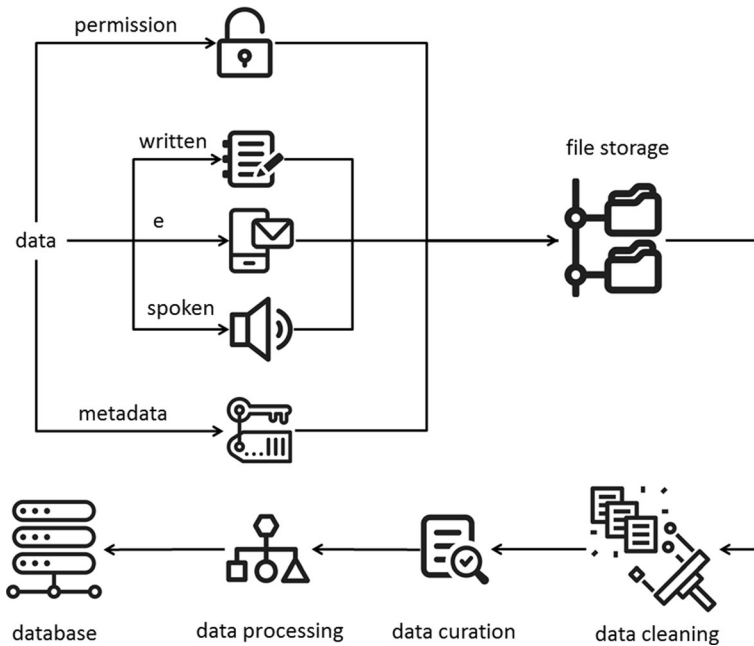 permission
written
file storage
e
data
spoken
metadata
database
data processing
data curation
data cleaning